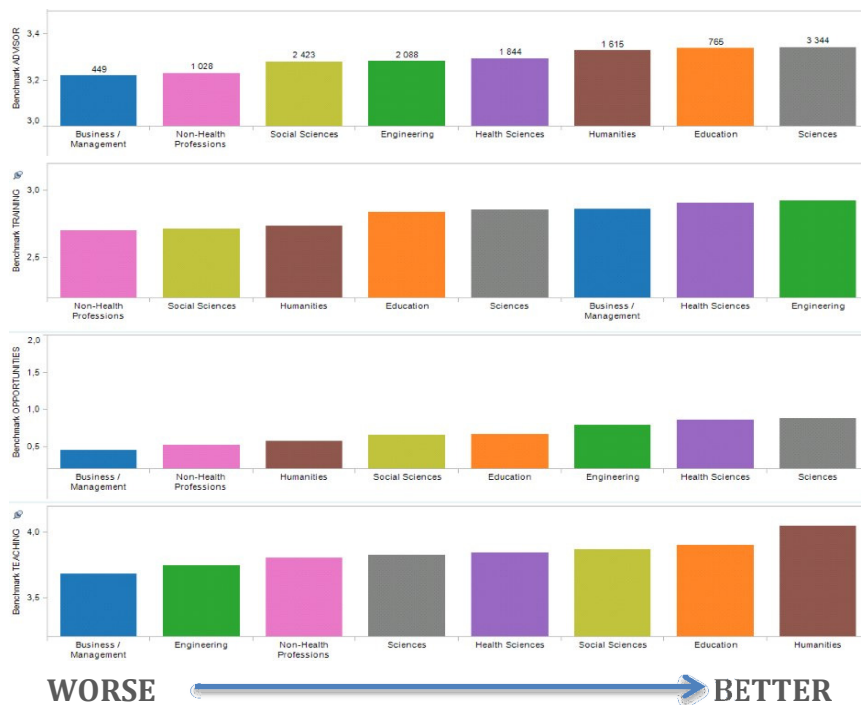 Benchmark ADVISOR
3,4
3,2
3,0
449
1 028
2 423
2 088
1 844
1 615
765
3 344
Business /
Management
Non-Health
Professions
Social Sciences
Engineering
Health Sciences
Humanities
Education
Sciences
Benchmark TRAINING
3,0
2,5
Non-Health
Professions
Social Sciences
Humanities
Education
Sciences
Business /
Management
Health Sciences
Engineering
Benchmark OPPORTUNITIES
2,0
1,5
1,0
0,5
Business /
Management
Non-Health
Professions
Humanities
Social Sciences
Education
Engineering
Health Sciences
Sciences
Benchmark TEACHING
4,0
3,5
Business /
Management
Engineering
Non-Health
Professions
Sciences
Health Sciences
Social Sciences
Education
Humanities
WORSE
BETTER